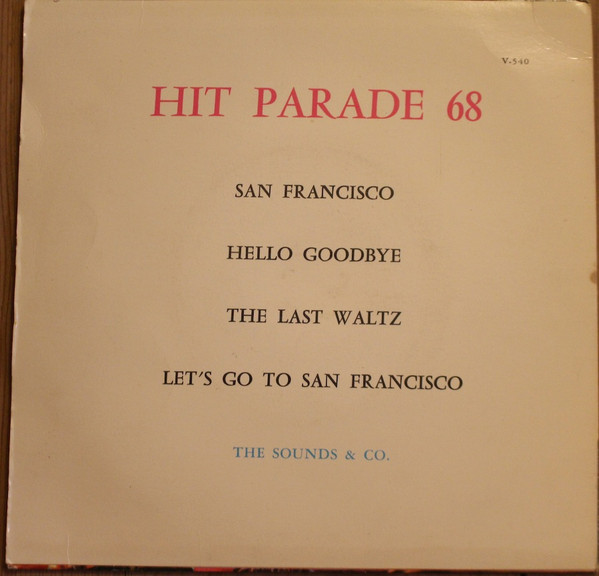 V-540
HIT PARADE 68
SAN FRANCISCO
HELLO GOODBYE
THE LAST WALTZ
LET'S GO TO SAN FRANCISCO
THE SOUNDS & CO.